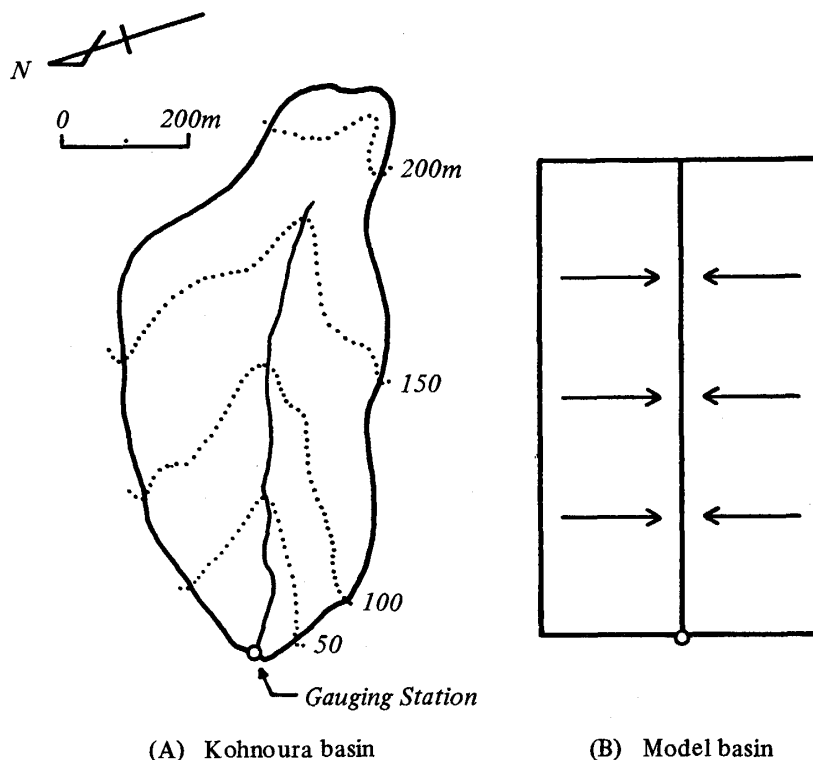 N
0 200m
200m
150
100
50
Gauging Station
(A) Kohnoura basin
(B) Model basin